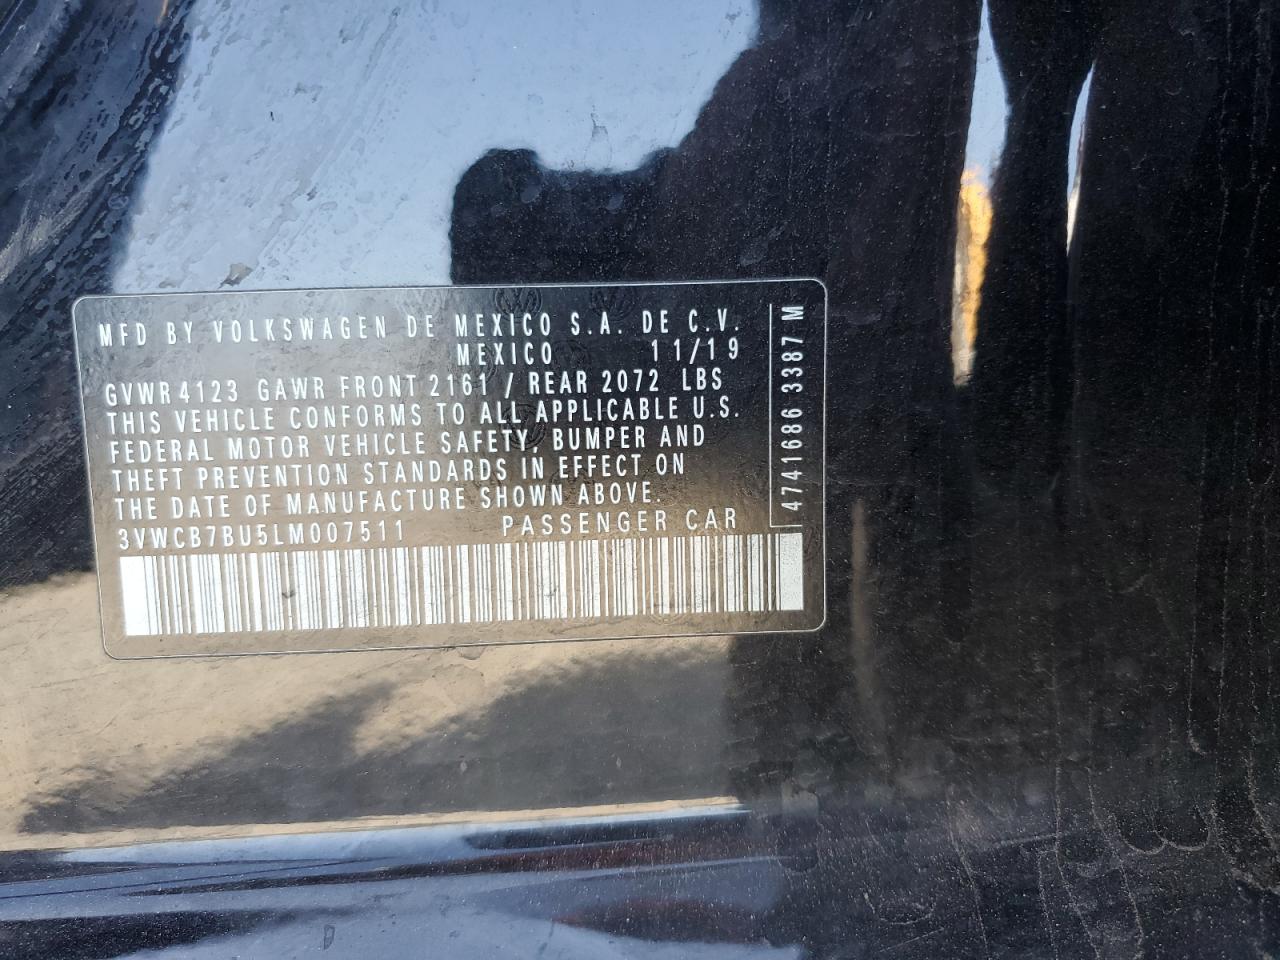 MFD BY VOLKSWAGEN DE MEXICO S.A. DE C.V.
MEXICO 11/19
GVWR 4123 GAWR FRONT 2161 / REAR 2072 LBS
THIS VEHICLE CONFORMS TO ALL APPLICABLE U.S.
FEDERAL MOTOR VEHICLE SAFETY, BUMPER AND
THEFT PREVENTION STANDARDS IN EFFECT ON
THE DATE OF MANUFACTURE SHOWN ABOVE.
3VWCB7BU5LM007511 PASSENGER CAR
4741686 3387 M